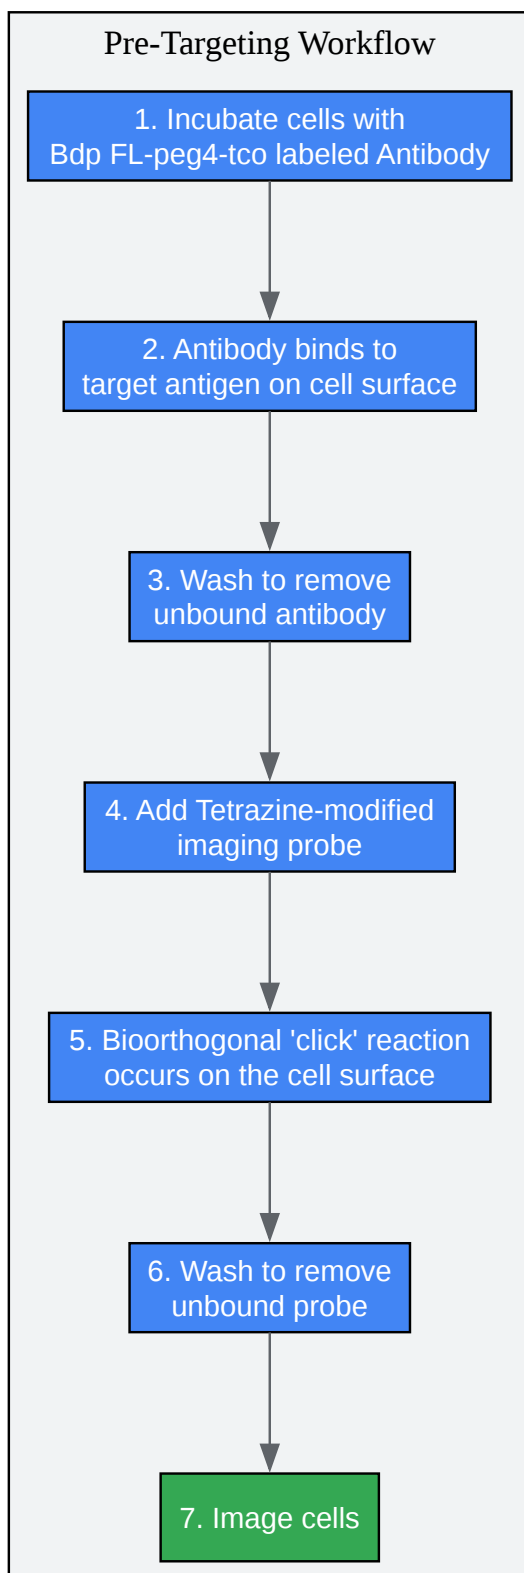 Pre-Targeting Workflow
1. Incubate cells with
Bdp FL-peg4-tco labeled Antibody
2. Antibody binds to
target antigen on cell surface
3. Wash to remove
unbound antibody
4. Add Tetrazine-modified
imaging probe
5. Bioorthogonal 'click' reaction
occurs on the cell surface
6. Wash to remove
unbound probe
7. Image cells